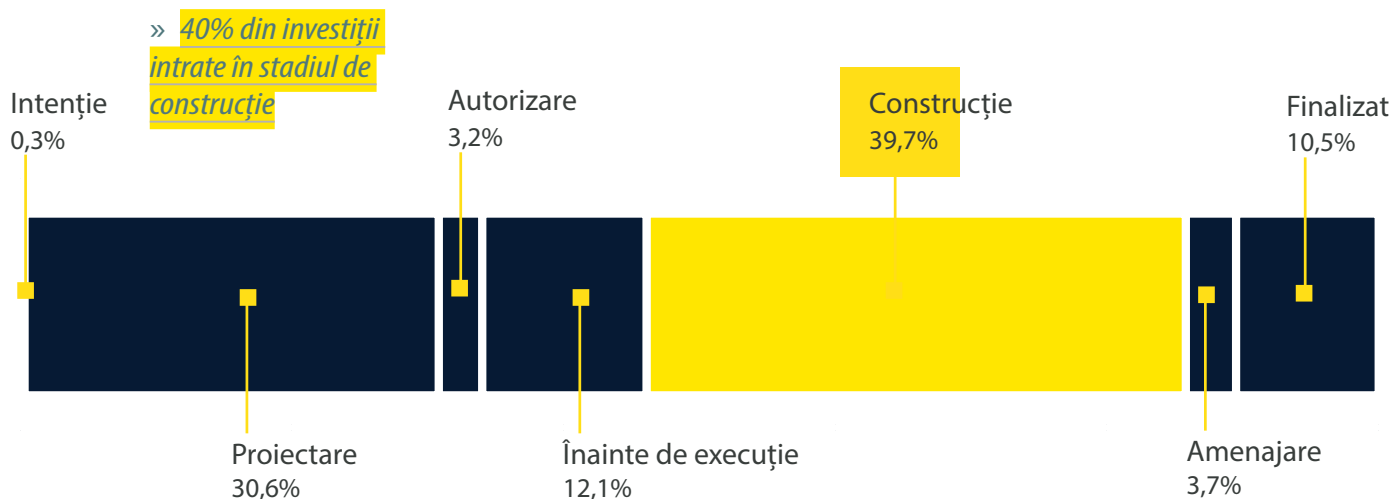 » 40% din investiții
intrate în stadiul de
construcție
Intenție
0,3%
Autorizare
3,2%
Construcție
39,7%
Finalizat
10,5%
Proiectare
30,6%
Înainte de execuție
12,1%
Amenajare
3,7%